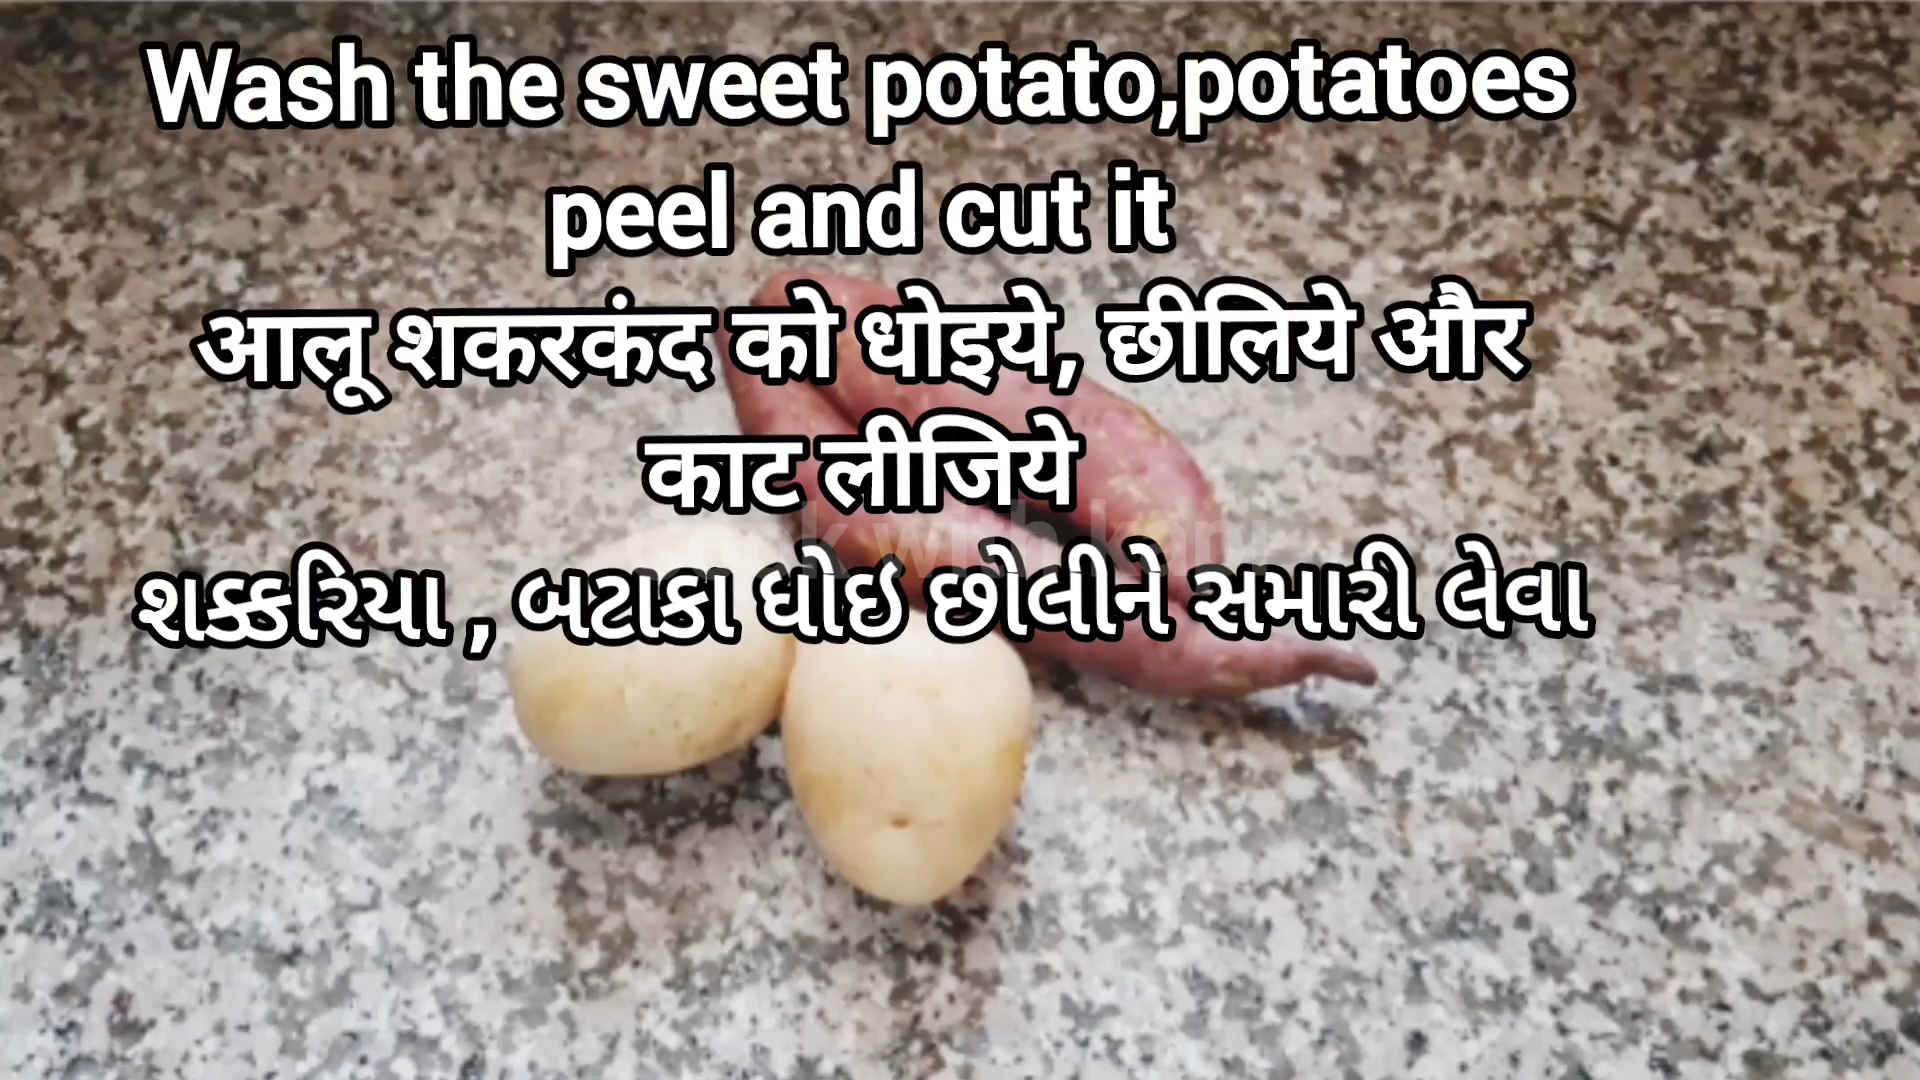 Wash the sweet potato,potatoes
peel and cut it
आलू शकरकंद को धोइये, छीलिये और
काट लीजिये
શક્કરિયા , બટાકા ધોઇ છોલીને સમારી લેવા